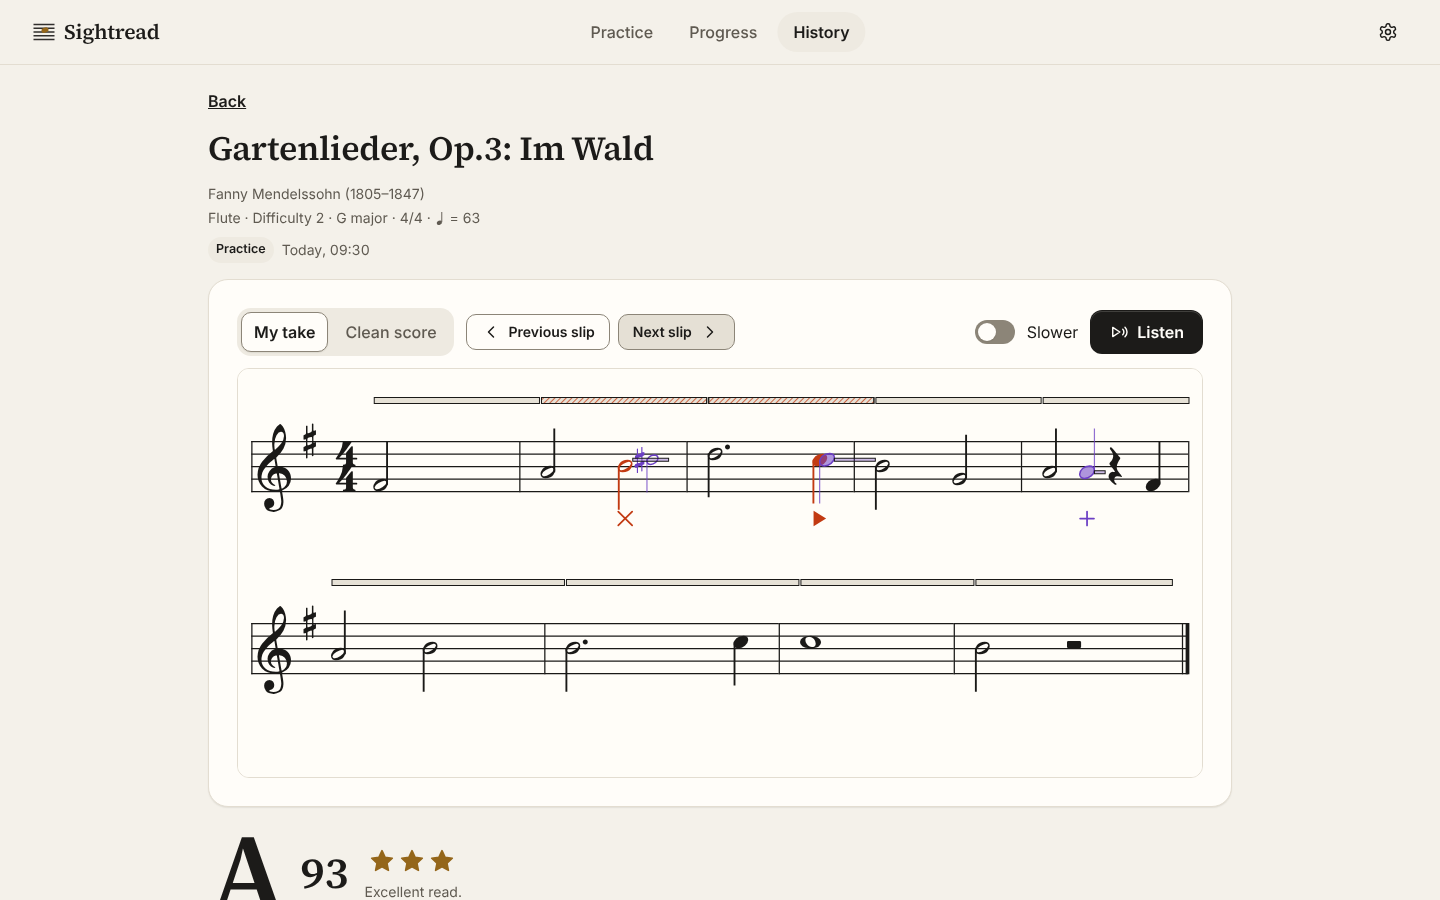 Sightread
Practice
Progress
History
Back
Gartenlieder, Op.3: Im Wald
Fanny Mendelssohn (1805–1847)
Flute · Difficulty 2 · G major · 4/4 · ♩ = 63
Practice
Today, 09:30
My take
Clean score
Previous slip
Next slip
Slower
Listen
4
4
A
93
Excellent read.